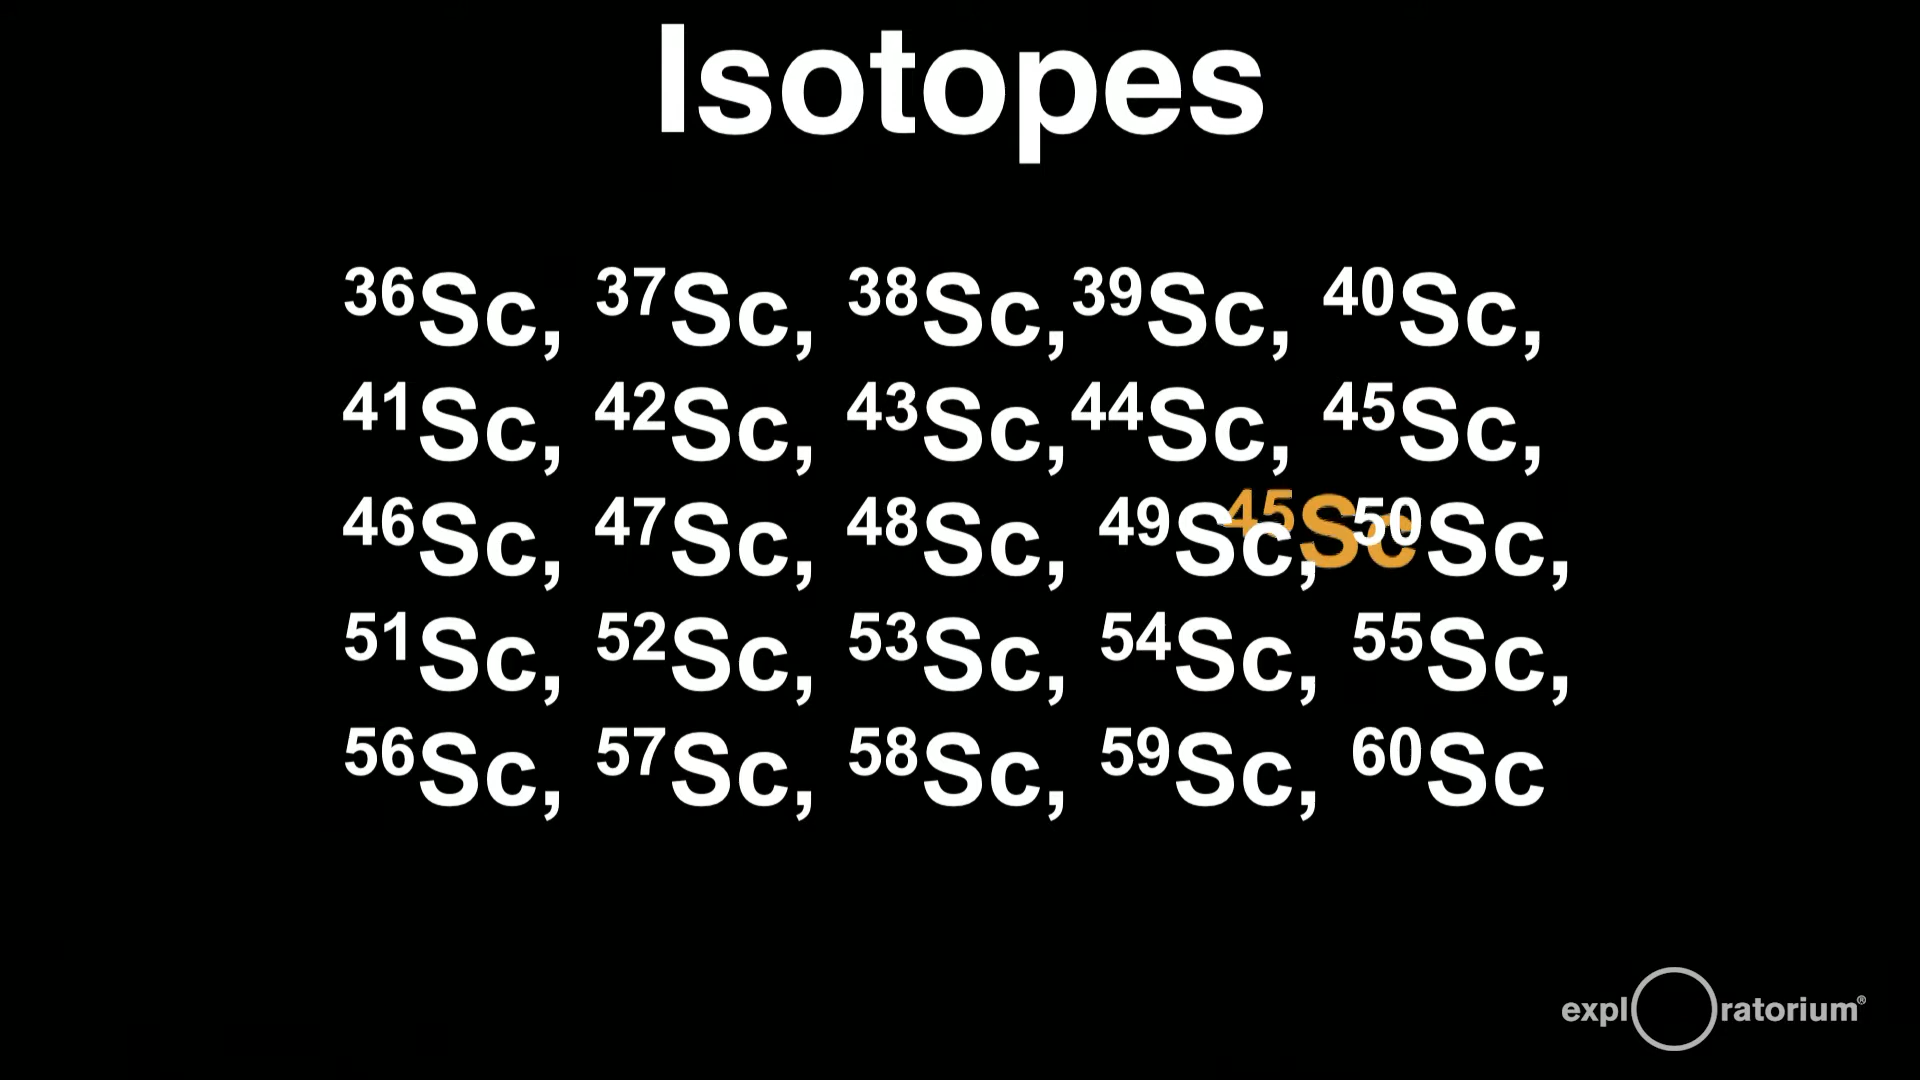 Isotopes
³⁶Sc, ³⁷Sc, ³⁸Sc,³⁹Sc, ⁴⁰Sc,
⁴¹Sc, ⁴²Sc, ⁴³Sc,⁴⁴Sc, ⁴⁵Sc,
⁴⁶Sc, ⁴⁷Sc, ⁴⁸Sc, ⁴⁹Sc, ⁵⁰Sc,
⁴⁵Sc
⁵¹Sc, ⁵²Sc, ⁵³Sc, ⁵⁴Sc, ⁵⁵Sc,
⁵⁶Sc, ⁵⁷Sc, ⁵⁸Sc, ⁵⁹Sc, ⁶⁰Sc
explOratorium®